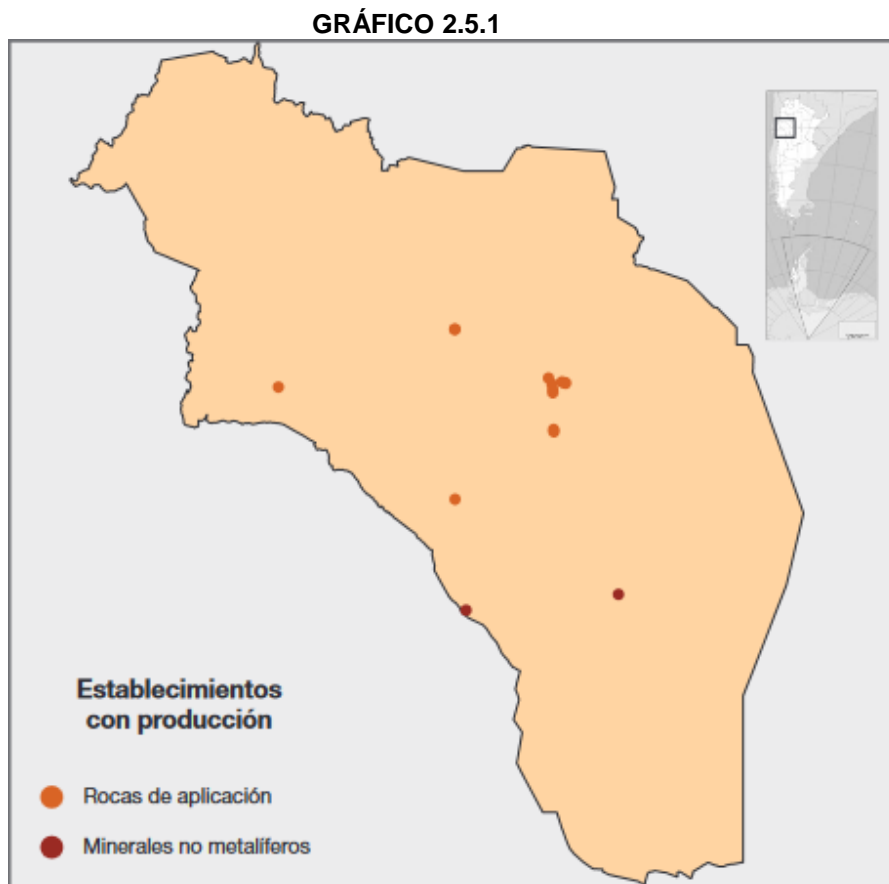 GRÁFICO 2.5.1
Establecimientos
con producción
Rocas de aplicación
Minerales no metalíferos